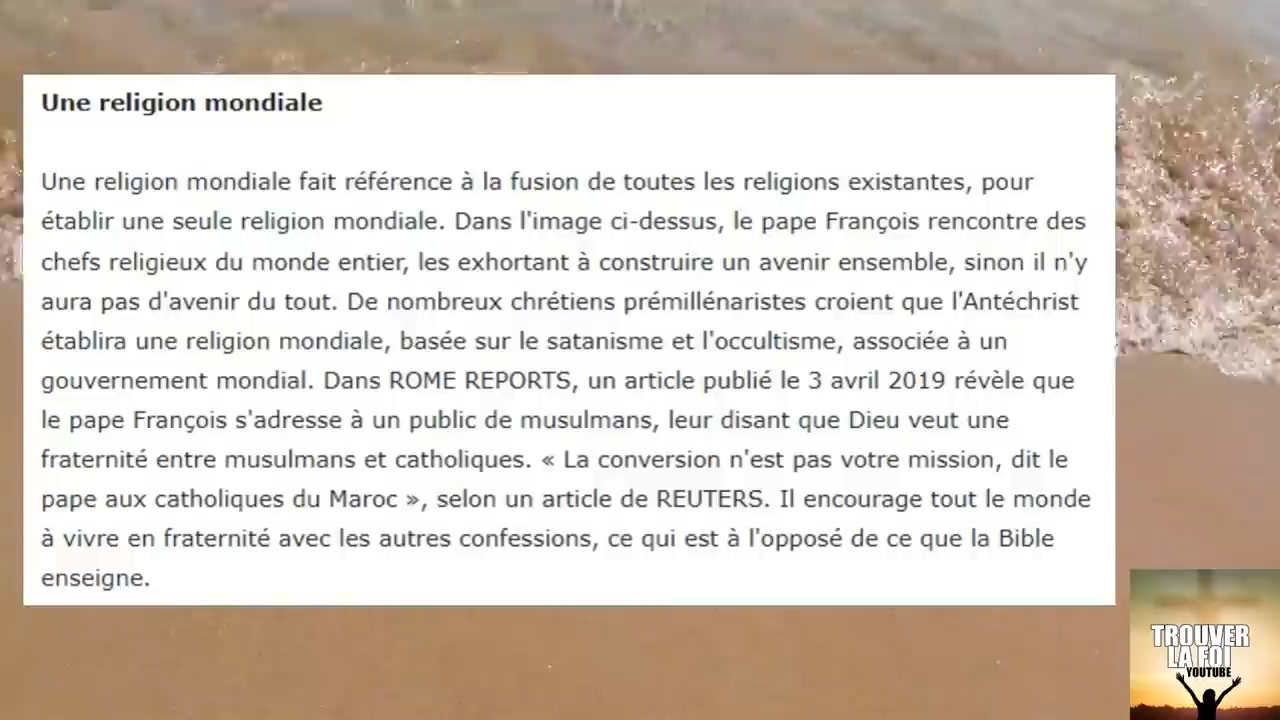 Une religion mondiale
Une religion mondiale fait référence à la fusion de toutes les religions existantes, pour
établir une seule religion mondiale. Dans l'image ci-dessus, le pape François rencontre des
chefs religieux du monde entier, les exhortant à construire un avenir ensemble, sinon il n'y
aura pas d'avenir du tout. De nombreux chrétiens prémillénaristes croient que l'Antéchrist
établira une religion mondiale, basée sur le satanisme et l'occultisme, associée à un
gouvernement mondial. Dans ROME REPORTS, un article publié le 3 avril 2019 révèle que
le pape François s'adresse à un public de musulmans, leur disant que Dieu veut une
fraternité entre musulmans et catholiques. « La conversion n'est pas votre mission, dit le
pape aux catholiques du Maroc », selon un article de REUTERS. Il encourage tout le monde
à vivre en fraternité avec les autres confessions, ce qui est à l'opposé de ce que la Bible
enseigne.
TROUVER
LA FOI
YOUTUBE